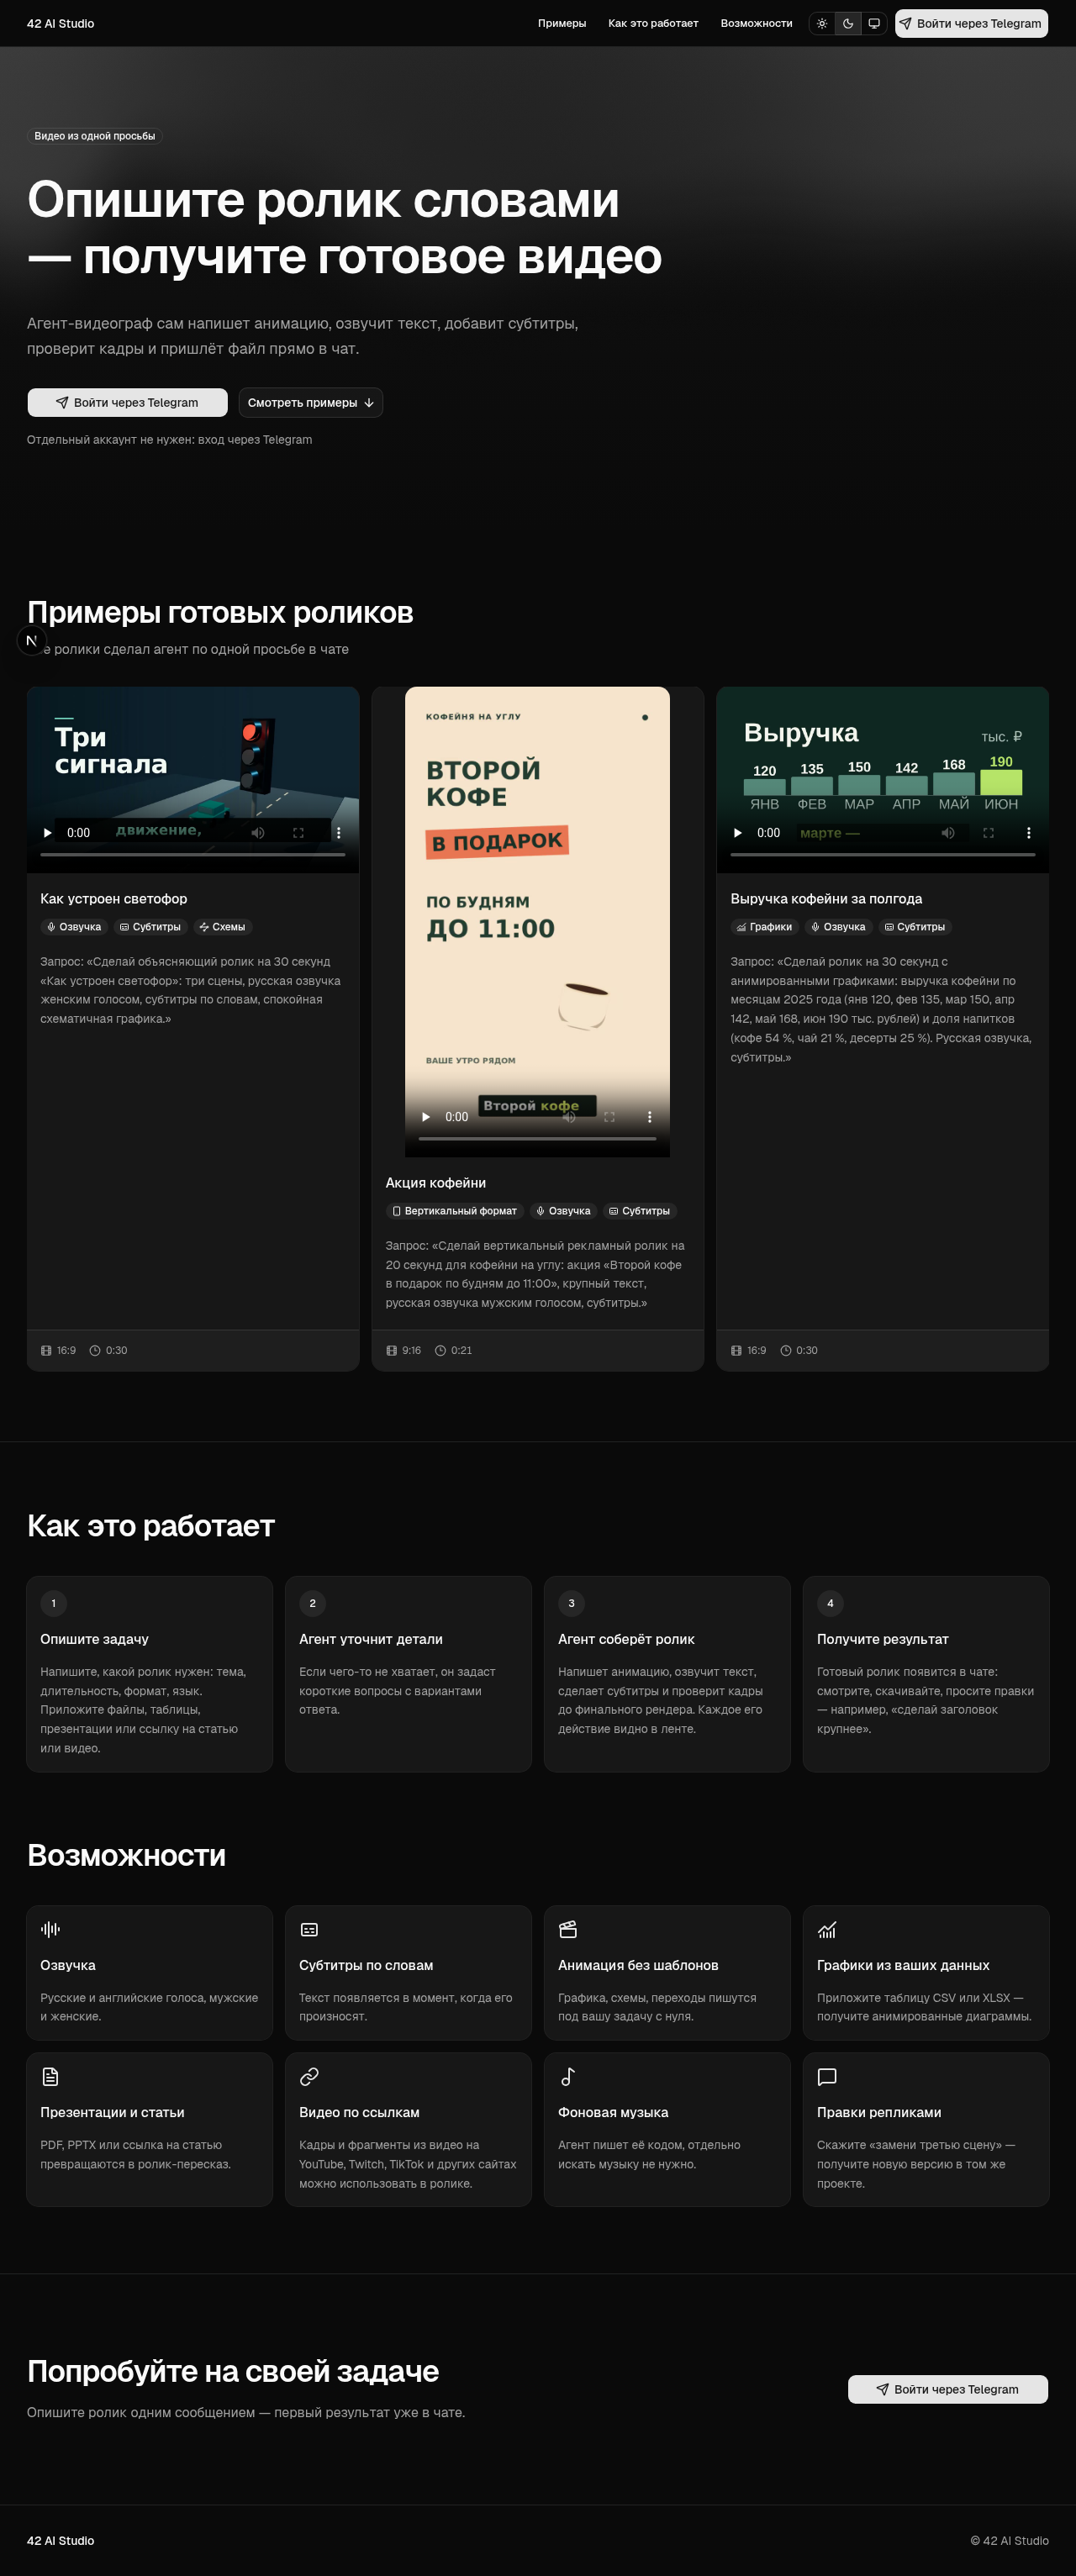 42 AI Studio
Примеры
Как это работает
Возможности
Войти через Telegram
Видео из одной просьбы
Опишите ролик словами
— получите готовое видео
Агент-видеограф сам напишет анимацию, озвучит текст, добавит субтитры,
проверит кадры и пришлёт файл прямо в чат.
Войти через Telegram
Смотреть примеры
Отдельный аккаунт не нужен: вход через Telegram
Примеры готовых роликов
ролики сделал агент по одной просьбе в чате
Три
сигнала
движение,
0:00
Как устроен светофор
Озвучка
Субтитры
Схемы
Запрос: «Сделай объясняющий ролик на 30 секунд
«Как устроен светофор»: три сцены, русская озвучка
женским голосом, субтитры по словам, спокойная
схематичная графика.»
16:9
0:30
КОФЕЙНЯ НА УГЛУ
ВТОРОЙ
КОФЕ
В ПОДАРОК
ПО БУДНЯМ
ДО 11:00
ВАШЕ УТРО РЯДОМ
Второй кофе
0:00
Акция кофейни
Вертикальный формат
Озвучка
Субтитры
Запрос: «Сделай вертикальный рекламный ролик на
20 секунд для кофейни на углу: акция «Второй кофе
в подарок по будням до 11:00», крупный текст,
русская озвучка мужским голосом, субтитры.»
9:16
0:21
Выручка
тыс. ₽
120 135 150 142 168 190
ЯНВ ФЕВ МАР АПР МАЙ ИЮН
марте —
0:00
Выручка кофейни за полгода
Графики
Озвучка
Субтитры
Запрос: «Сделай ролик на 30 секунд с
анимированными графиками: выручка кофейни по
месяцам 2025 года (янв 120, фев 135, мар 150, апр
142, май 168, июн 190 тыс. рублей) и доля напитков
(кофе 54 %, чай 21 %, десерты 25 %). Русская озвучка,
субтитры.»
16:9
0:30
Как это работает
1
Опишите задачу
Напишите, какой ролик нужен: тема,
длительность, формат, язык.
Приложите файлы, таблицы,
презентации или ссылку на статью
или видео.
2
Агент уточнит детали
Если чего-то не хватает, он задаст
короткие вопросы с вариантами
ответа.
3
Агент соберёт ролик
Напишет анимацию, озвучит текст,
сделает субтитры и проверит кадры
до финального рендера. Каждое его
действие видно в ленте.
4
Получите результат
Готовый ролик появится в чате:
смотрите, скачивайте, просите правки
— например, «сделай заголовок
крупнее».
Возможности
Озвучка
Русские и английские голоса, мужские
и женские.
Субтитры по словам
Текст появляется в момент, когда его
произносят.
Анимация без шаблонов
Графика, схемы, переходы пишутся
под вашу задачу с нуля.
Графики из ваших данных
Приложите таблицу CSV или XLSX —
получите анимированные диаграммы.
Презентации и статьи
PDF, PPTX или ссылка на статью
превращаются в ролик-пересказ.
Видео по ссылкам
Кадры и фрагменты из видео на
YouTube, Twitch, TikTok и других сайтах
можно использовать в ролике.
Фоновая музыка
Агент пишет её кодом, отдельно
искать музыку не нужно.
Правки репликами
Скажите «замени третью сцену» —
получите новую версию в том же
проекте.
Попробуйте на своей задаче
Опишите ролик одним сообщением — первый результат уже в чате.
Войти через Telegram
42 AI Studio
© 42 AI Studio